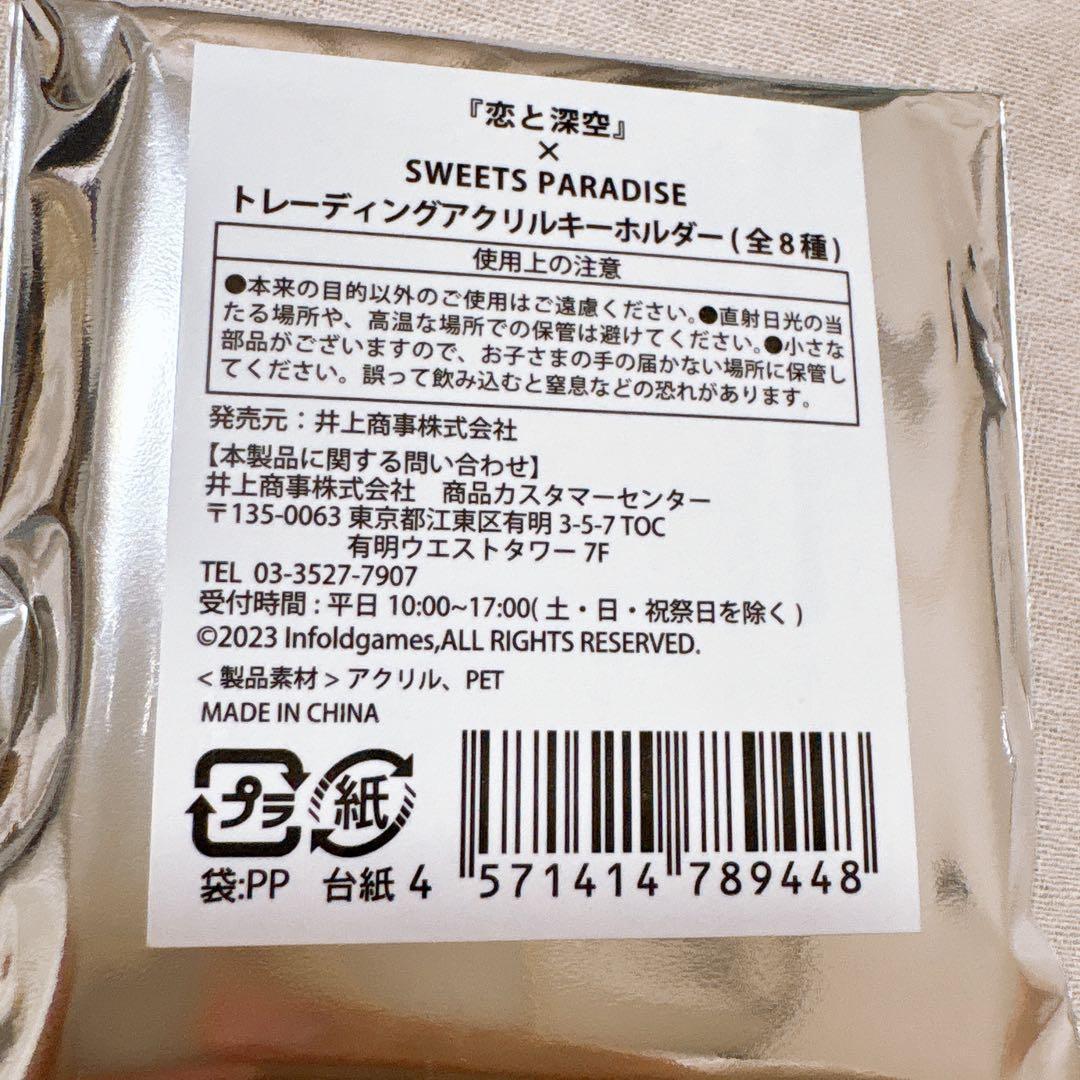 『恋と深空』
×
SWEETS PARADISE
トレーディングアクリルキーホルダー(全8種)
使用上の注意
●本来の目的以外のご使用はご遠慮ください。●直射日光の当
たる場所や、高温な場所での保管は避けてください。●小さな
部品がございますので、お子さまの手の届かない場所に保管し
てください。誤って飲み込むと窒息などの恐れがあります。
発売元：井上商事株式会社
【本製品に関する問い合わせ】
井上商事株式会社　商品カスタマーセンター
〒135-0063 東京都江東区有明 3-5-7 TOC
有明ウエストタワー 7F
TEL 03-3527-7907
受付時間：平日 10:00~17:00(土・日・祝祭日を除く)
©2023 Infoldgames,ALL RIGHTS RESERVED.
<製品素材>アクリル、PET
MADE IN CHINA
プラ 紙
袋:PP 台紙 4 571414 789448